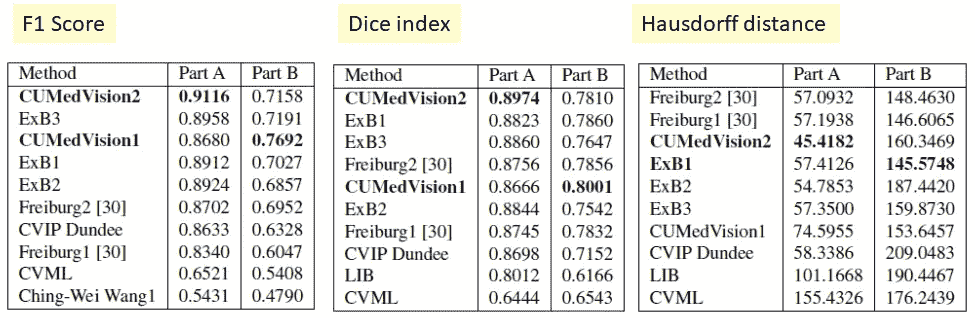 F1 Score
Method Part A Part B
CUMedVision2 0.9116 0.7158
ExB3 0.8958 0.7191
CUMedVision1 0.8680 0.7692
ExB1 0.8912 0.7027
ExB2 0.8924 0.6857
Freiburg2 [30] 0.8702 0.6952
CVIP Dundee 0.8633 0.6328
Freiburg1 [30] 0.8340 0.6047
CVML 0.6521 0.5408
Ching-Wei Wang1 0.5431 0.4790
Dice index
Method Part A Part B
CUMedVision2 0.8974 0.7810
ExB1 0.8823 0.7860
ExB3 0.8860 0.7647
Freiburg2 [30] 0.8756 0.7856
CUMedVision1 0.8666 0.8001
ExB2 0.8844 0.7542
Freiburg1 [30] 0.8745 0.7832
CVIP Dundee 0.8698 0.7152
LIB 0.8012 0.6166
CVML 0.6444 0.6543
Hausdorff distance
Method Part A Part B
Freiburg2 [30] 57.0932 148.4630
Freiburg1 [30] 57.1938 146.6065
CUMedVision2 45.4182 160.3469
ExB1 57.4126 145.5748
ExB2 54.7853 187.4420
ExB3 57.3500 159.8730
CUMedVision1 74.5955 153.6457
CVIP Dundee 58.3386 209.0483
LIB 101.1668 190.4467
CVML 155.4326 176.2439